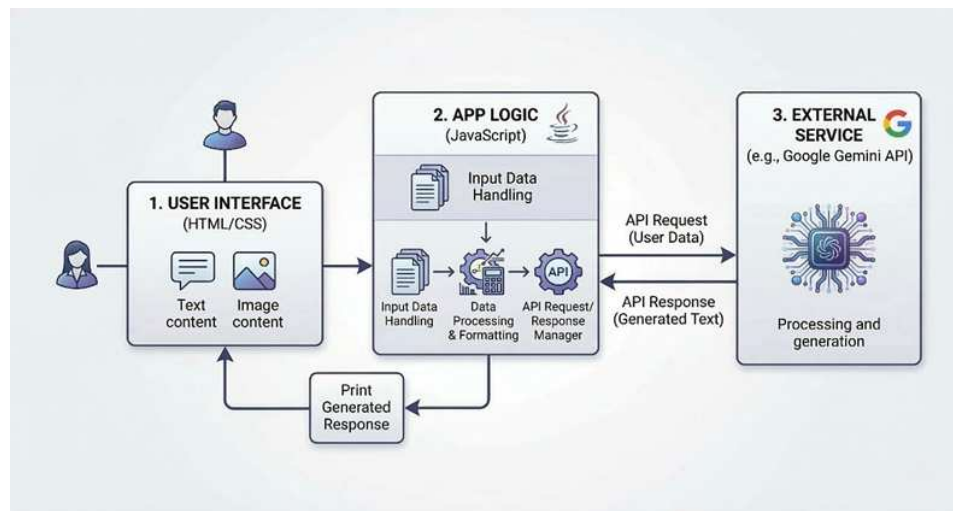 1. USER INTERFACE
(HTML/CSS)
Text
content
Image
content
2. APP LOGIC
(JavaScript)
Input Data
Handling
Input Data
Handling
Data
Processing
& Formatting
API
API Request/
Response
Manager
API Request
(User Data)
API Response
(Generated Text)
3. EXTERNAL
SERVICE
(e.g., Google Gemini API)
Processing and
generation
Print
Generated
Response